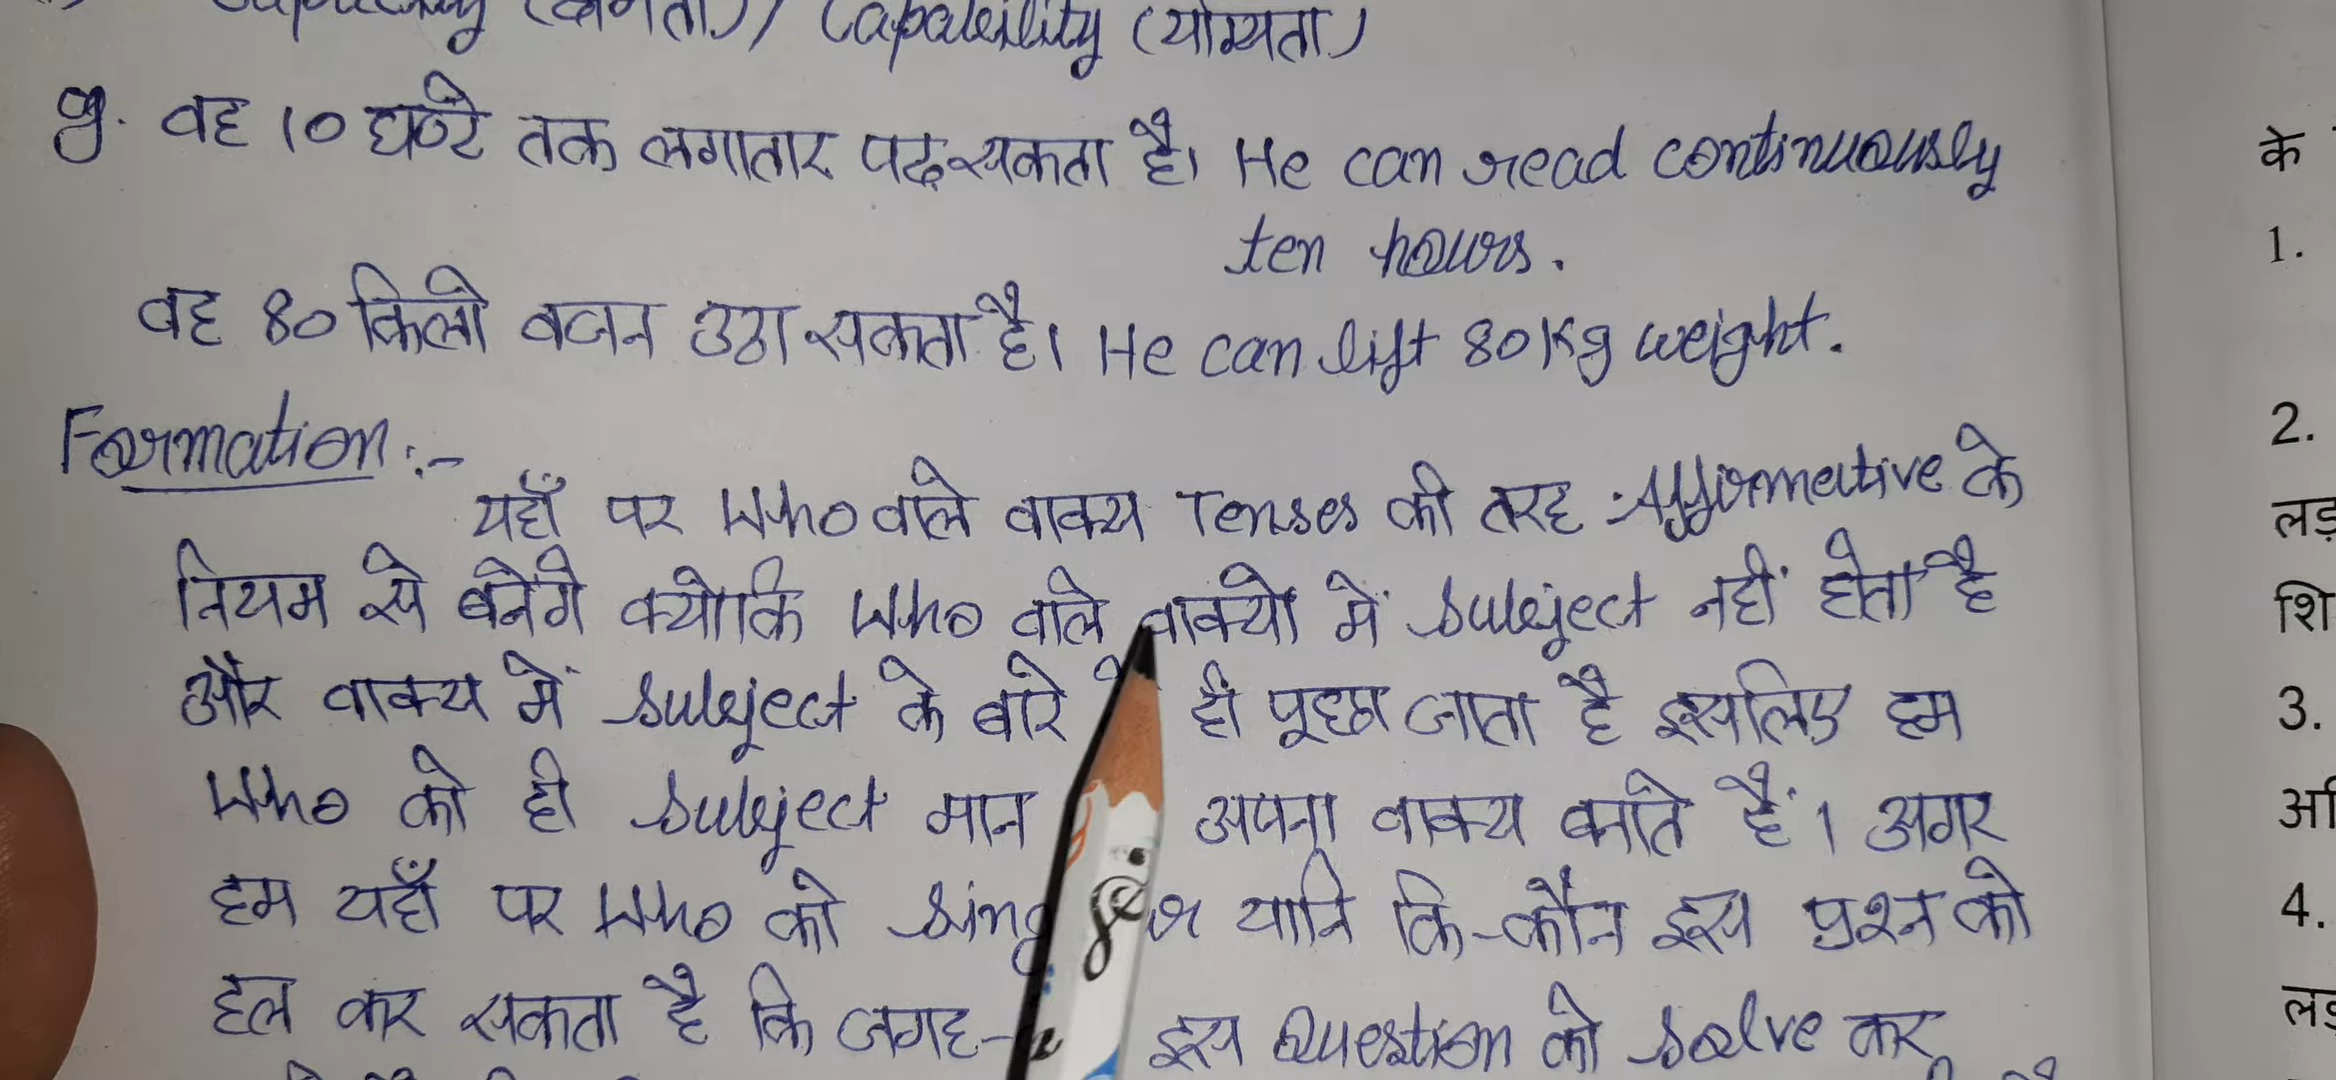 (क्षमता) / Capability (योग्यता)
g. वह 10 घण्टे तक लगातार पढ़ सकता है। He can read continuously
ten hours.
वह 80 किलो वजन उठा सकता है। He can lift 80 Kg weight.
Formation :-
यहाँ पर Who वाले वाक्य Tenses की तरह Affirmative के
नियम से बनेगें क्योकि Who वाले वाक्यो में Subject नहीं होता है
और वाक्य में Subject के बारे ही पूछा जाता है इसलिए हम
Who को ही Subject मान अपना वाक्य बनाते हैं। अगर
हम यहाँ पर Who को यानि कि-कौन इस प्रश्न को
हल कर सकता है कि जगह- इस Question को Solve कर
के
1.
2.
लड़
शि
3.
अ
4.
लड़